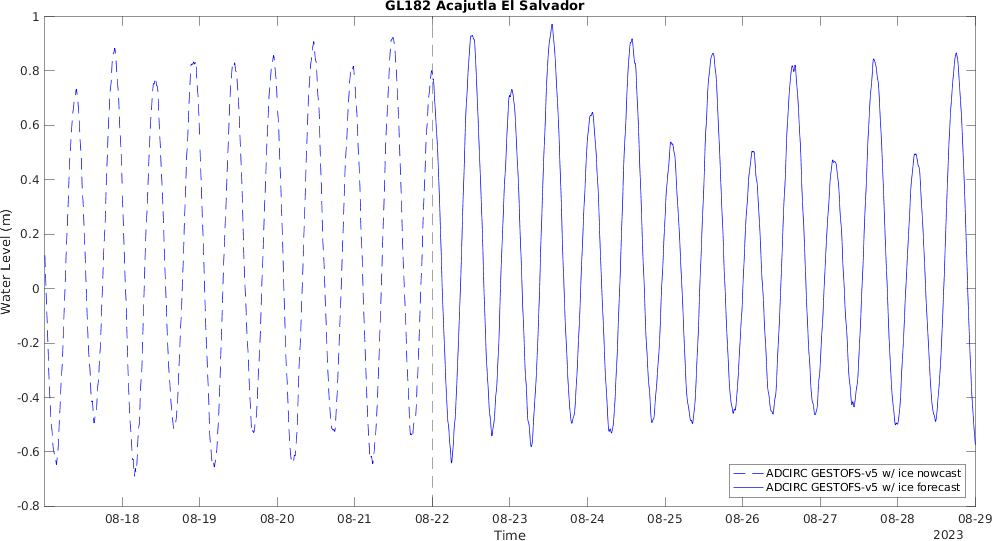 GL182 Acajutla El Salvador
Water Level (m)
1
0.8
0.6
0.4
0.2
0
-0.2
-0.4
-0.6
-0.8
ADCIRC GESTOFS-v5 w/ ice nowcast
ADCIRC GESTOFS-v5 w/ ice forecast
08-18 08-19 08-20 08-21 08-22 08-23 08-24 08-25 08-26 08-27 08-28 08-29
Time
2023